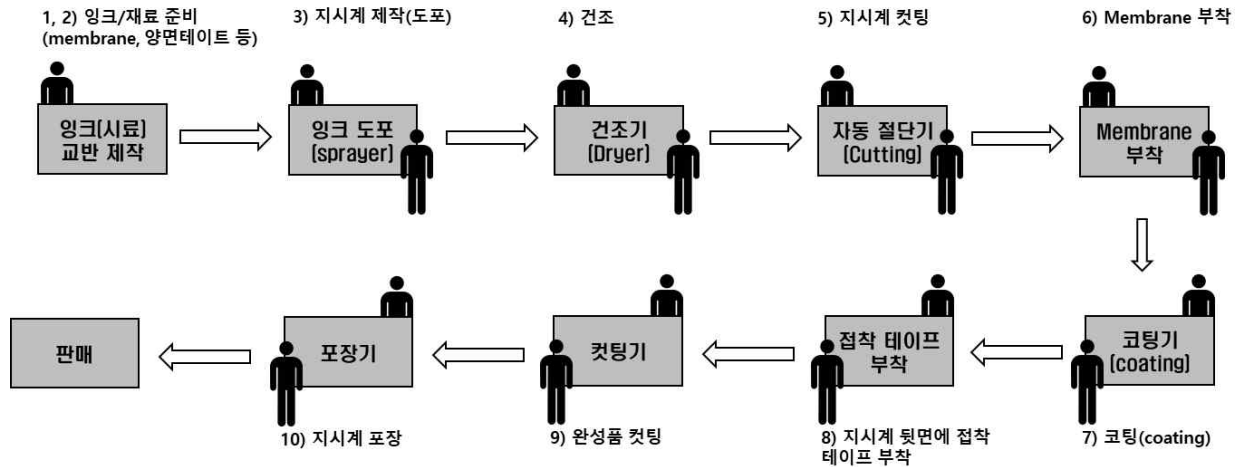 1, 2) 잉크/재료 준비
(membrane, 양면테이트 등)
3) 지시계 제작(도포)
4) 건조
5) 지시계 컷팅
6) Membrane 부착
잉크(시료)
교반 제작
잉크 도포
(sprayer)
건조기
(Dryer)
자동 절단기
(Cutting)
Membrane
부착
판매
포장기
컷팅기
접착 테이프
부착
코팅기
(coating)
10) 지시계 포장
9) 완성품 컷팅
8) 지시계 뒷면에 접착
테이프 부착
7) 코팅(coating)